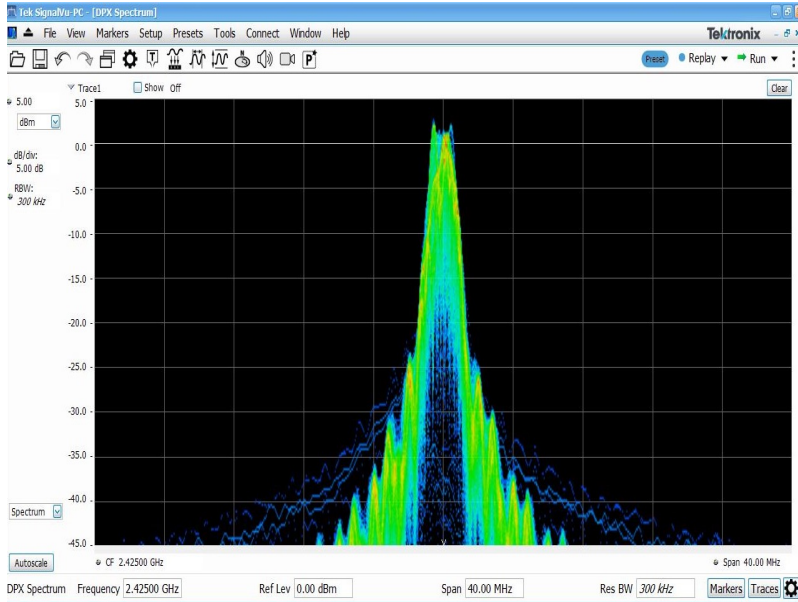 Tek SignalVu-PC - [DPX Spectrum]
File View Markers Setup Presets Tools Connect Window Help
Tektronix
Preset Replay Run
Trace1 Show Off
Clear
5.00
dBm
dB/div:
5.00 dB
RBW:
300 kHz
5.0
0.0
-5.0
-10.0
-15.0
-20.0
-25.0
-30.0
-35.0
-40.0
-45.0
Spectrum
Autoscale
CF 2.42500 GHz
Span 40.00 MHz
DPX Spectrum Frequency 2.42500 GHz Ref Lev 0.00 dBm Span 40.00 MHz Res BW 300 kHz Markers Traces